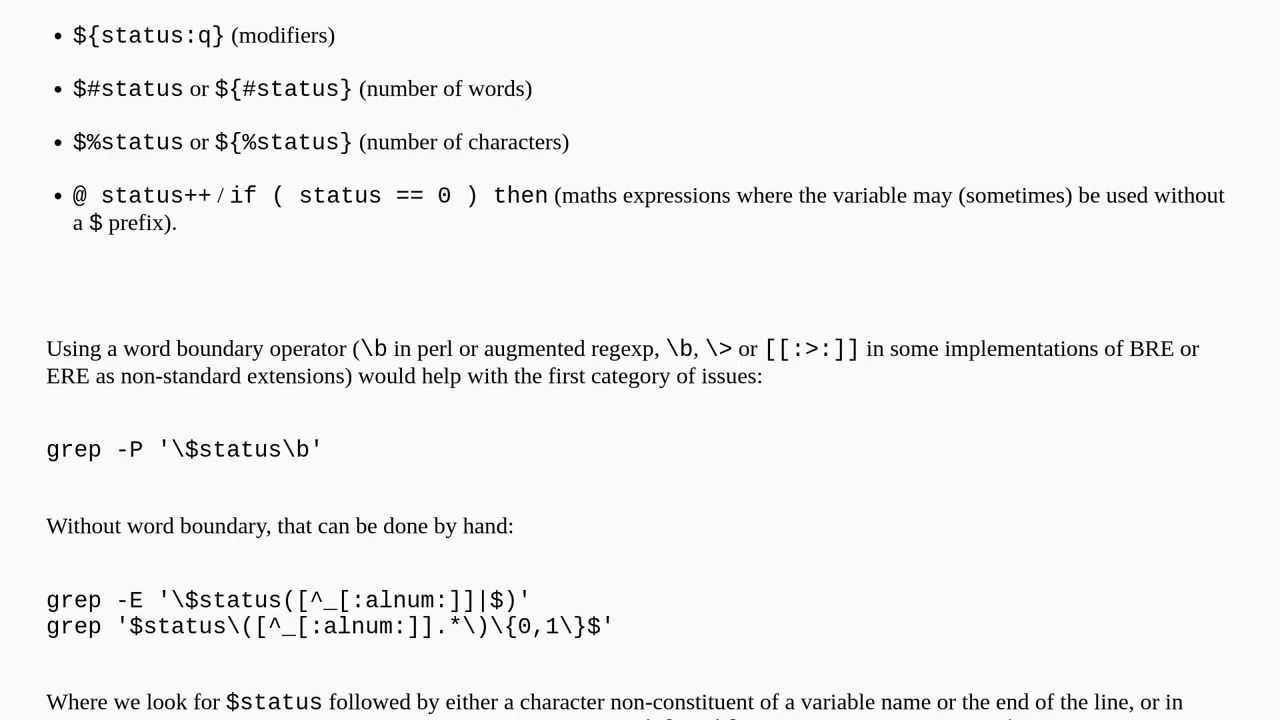 • ${status:q} (modifiers)
• $#status or ${#status} (number of words)
• $%status or ${%status} (number of characters)
• @ status++ / if ( status == 0 ) then (maths expressions where the variable may (sometimes) be used without
a $ prefix).
Using a word boundary operator (\b in perl or augmented regexp, \b, \> or [[:>:]] in some implementations of BRE or
ERE as non-standard extensions) would help with the first category of issues:
grep -P '\$status\b'
Without word boundary, that can be done by hand:
grep -E '\$status([^_[:alnum:]]|$)'
grep '$status\([^_[:alnum:]].*\)\{0,1\}$'
Where we look for $status followed by either a character non-constituent of a variable name or the end of the line, or in